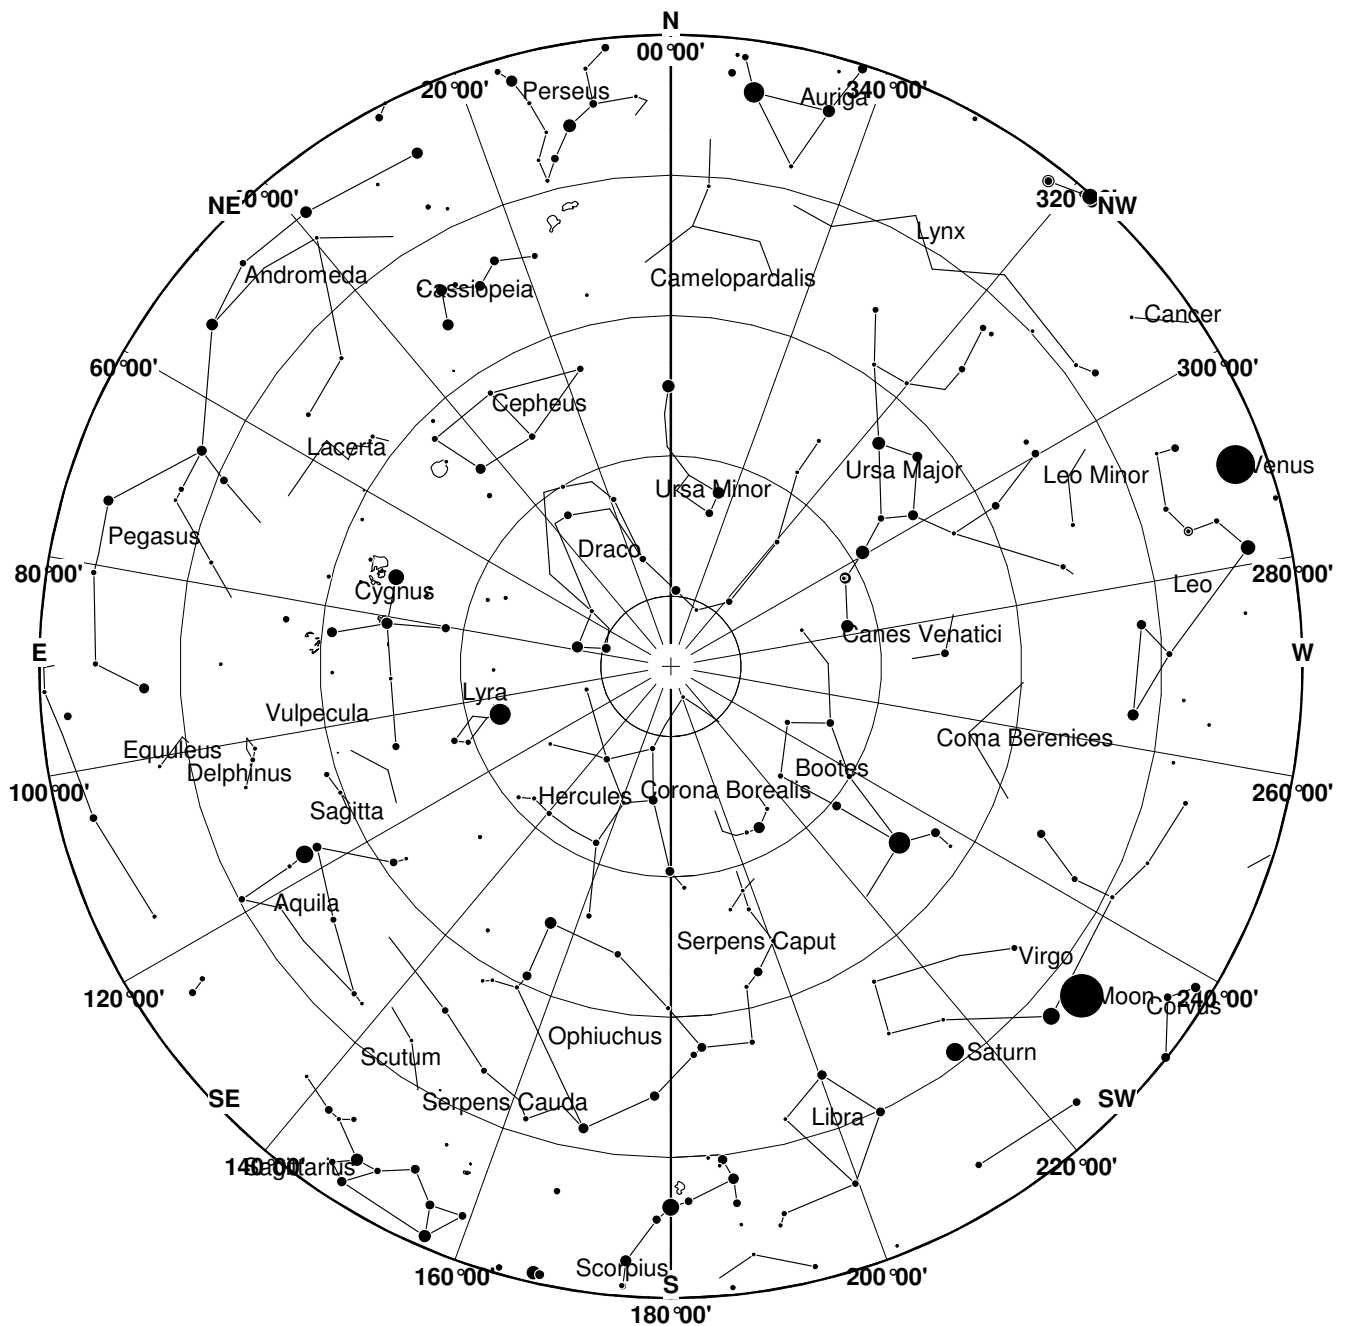 N
00°00'
20°00'
Perseus
Auriga
340°00'
NE
320
NW
Lynx
Andromeda
Cassiopeia
Camelopardalis
Cancer
60°00'
300°00'
Cepheus
Lacerta
Ursa Minor
Ursa Major
Leo Minor
Venus
Pegasus
Draco
80°00'
Cygnus
Leo
280°00'
E
Canes Venatici
W
Lyra
Vulpecula
Equuleus
Delphinus
Coma Berenices
100°00'
Sagitta
Hercules
Corona Borealis
Bootes
260°00'
Aquila
Serpens Caput
Virgo
120°00'
Moon
Corvus
240°00'
Ophiuchus
Scutum
Saturn
SE
Serpens Cauda
Libra
SW
140°00'
Sagittarius
220°00'
160°00'
Scorpius
S
200°00'
180°00'